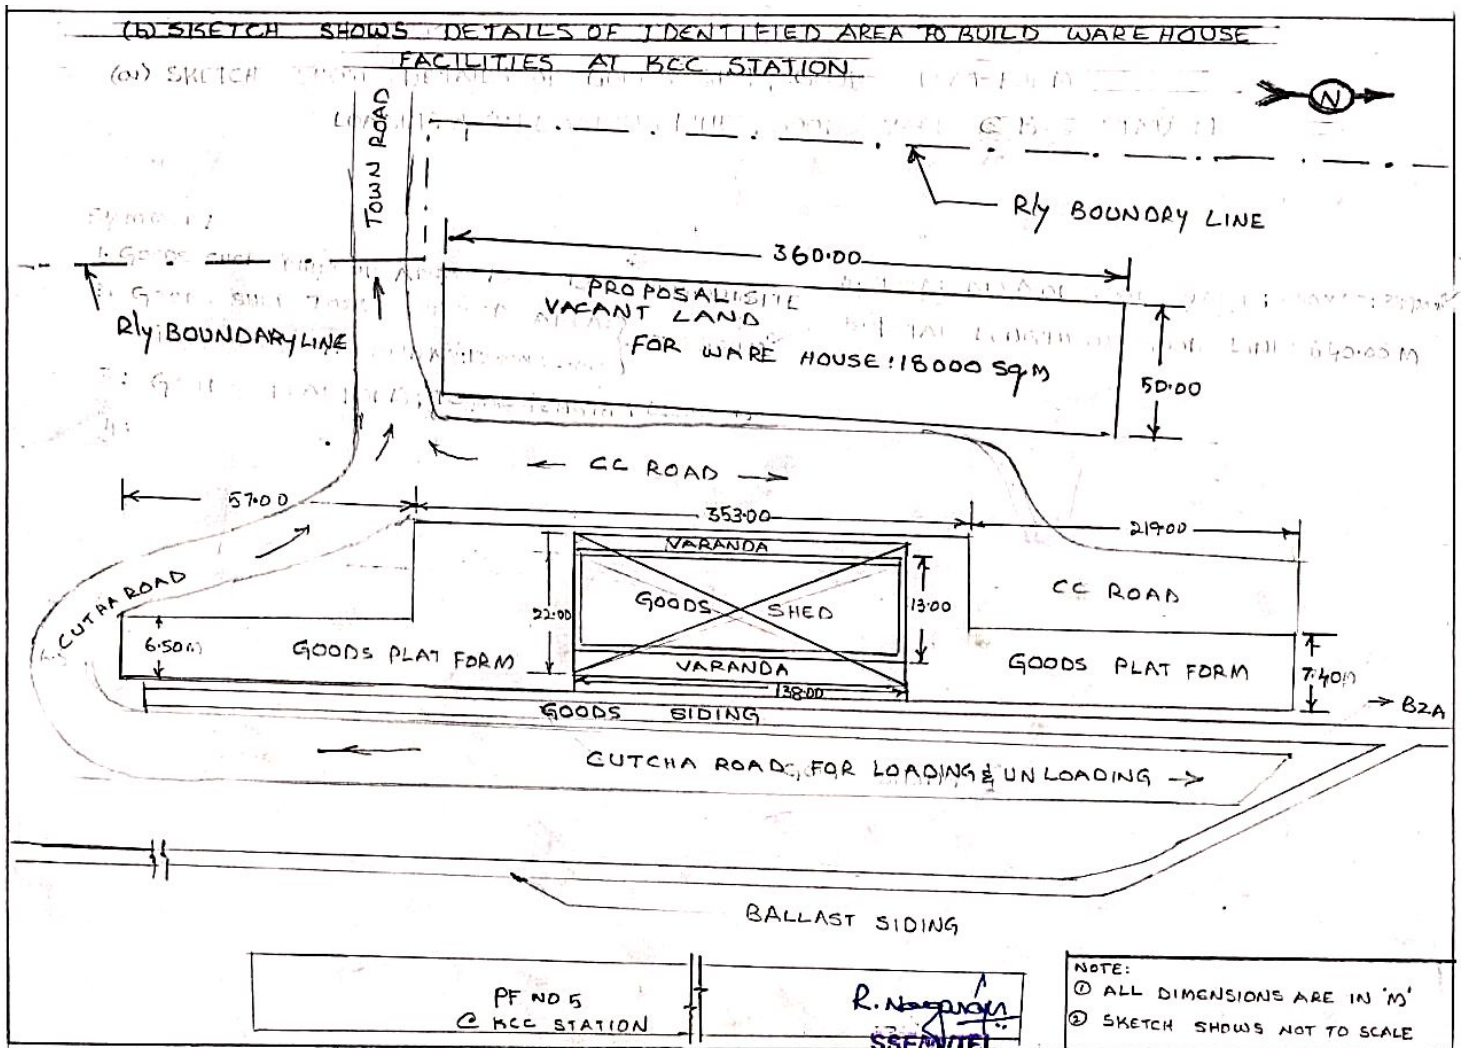 (b) SKETCH SHOWS DETAILS OF IDENTIFIED AREA TO BUILD WARE HOUSE
FACILITIES AT KCC STATION
N
TOWN ROAD
R/y BOUNDRY LINE
360.00
PROPOSAL SITE
VACANT LAND
FOR WARE HOUSE : 18000 SqM
50.00
R/y BOUNDARY LINE
CC ROAD
57.00
353.00
219.00
CUTHA ROAD
VARANDA
22.00
GOODS SHED
13.00
CC ROAD
6.50M
GOODS PLAT FORM
VARANDA
GOODS PLAT FORM
7.40M
138.00
GOODS SIDING
BZA
CUTCHA ROAD, FOR LOADING & UNLOADING
BALLAST SIDING
PF NO 5
@ KCC STATION
R. Nagaraju
NOTE:
① ALL DIMENSIONS ARE IN 'M'
② SKETCH SHOWS NOT TO SCALE